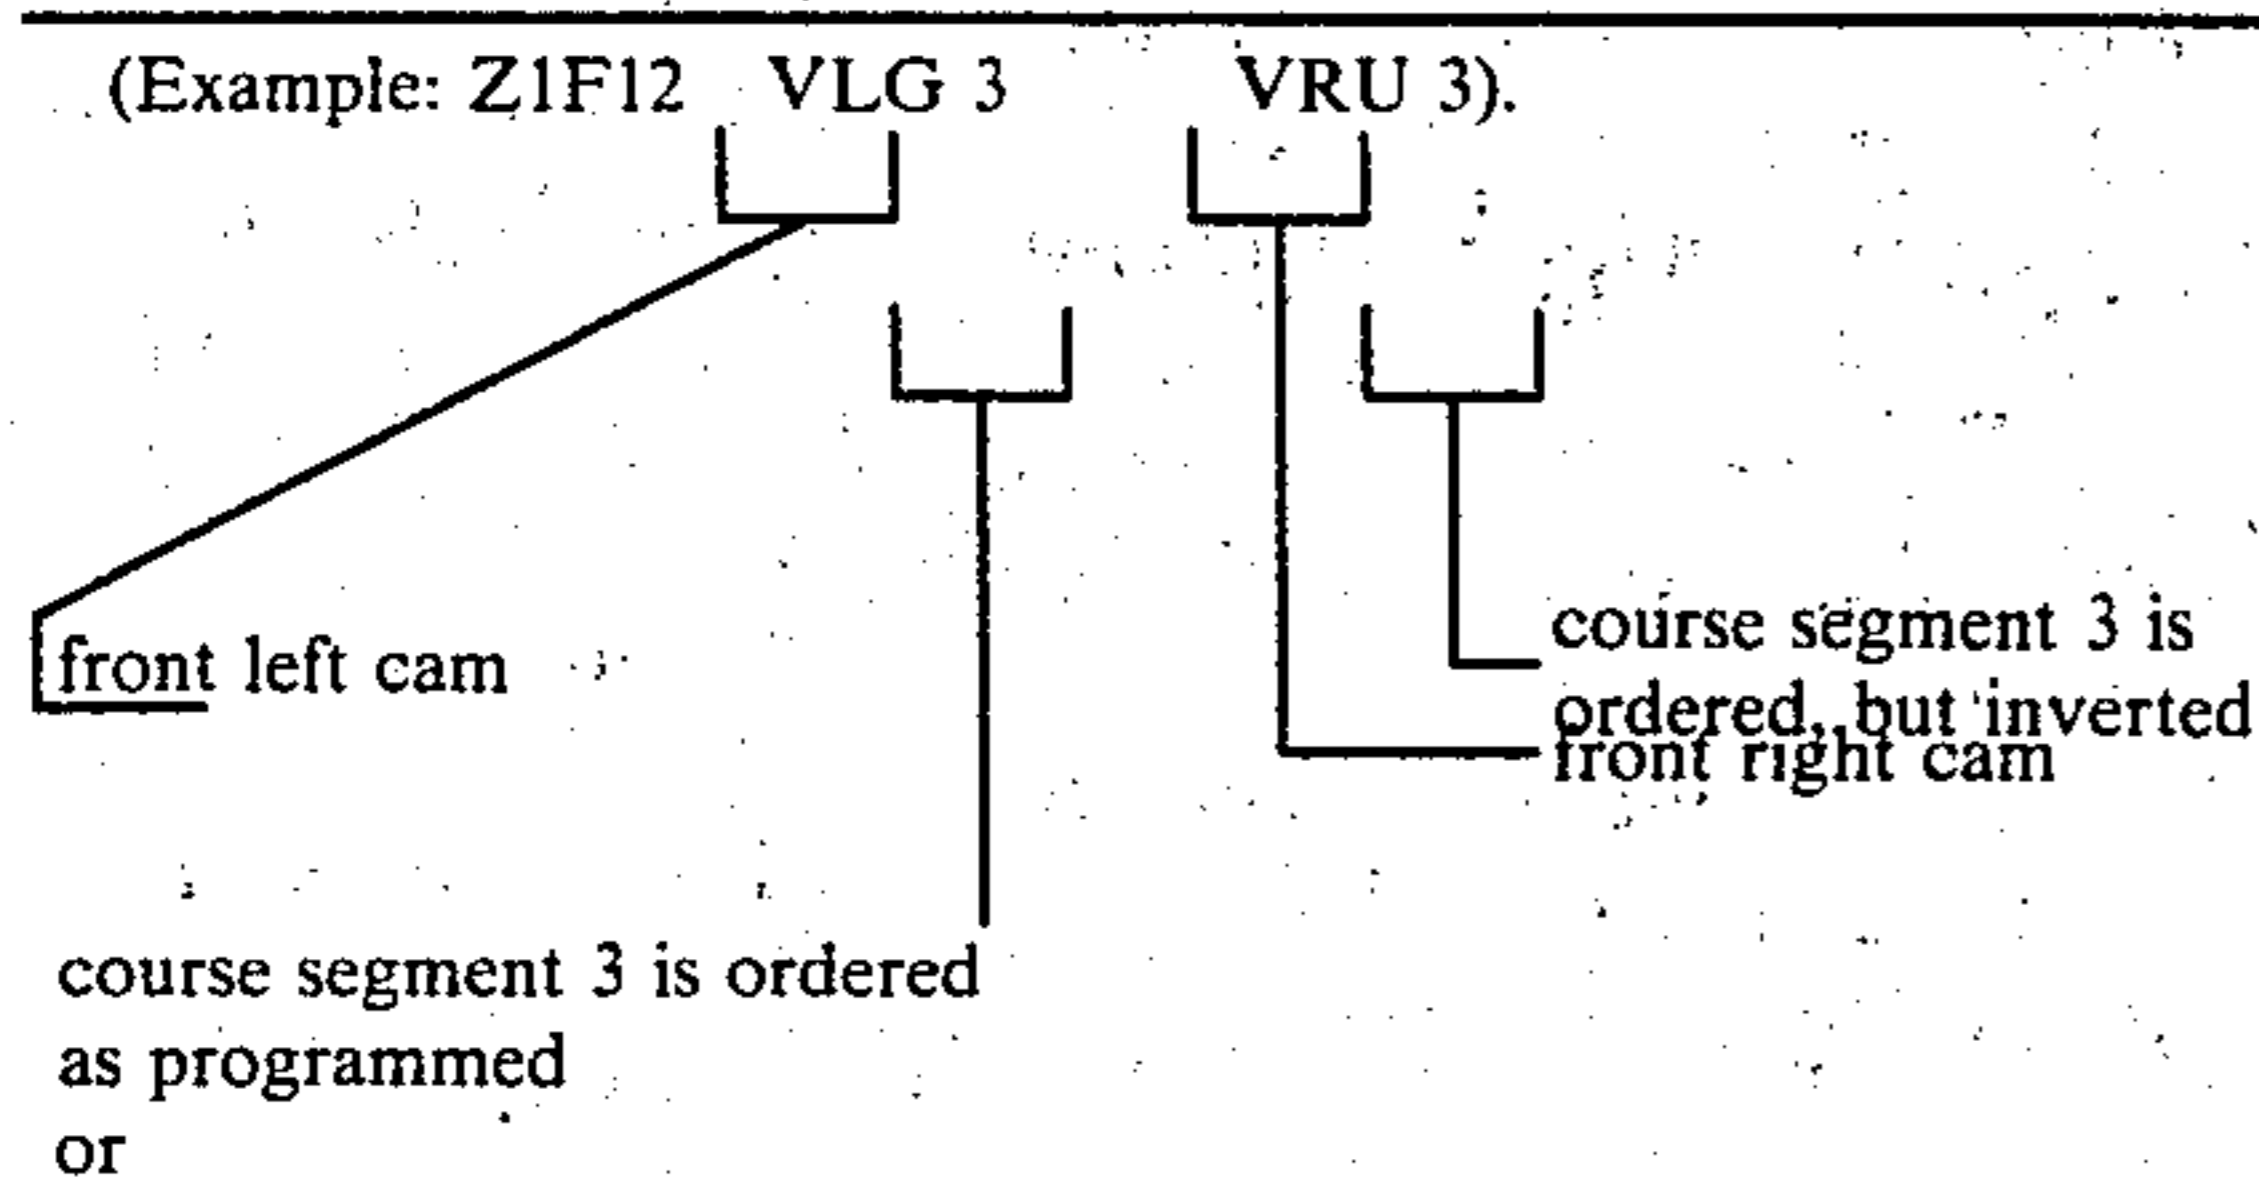 (Example: Z1F12 VLG 3 VRU 3).
front left cam
course segment 3 is
ordered, but inverted
front right cam
course segment 3 is ordered
as programmed
or